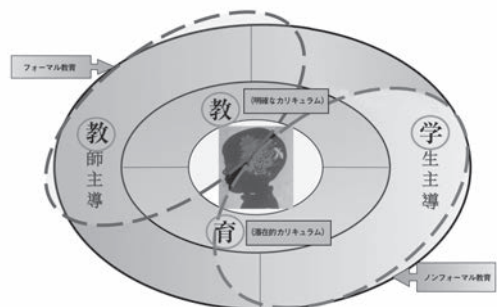 フォーマル教育
教
(明確なカリキュラム)
教師主導
学生主導
育
(潜在的カリキュラム)
ノンフォーマル教育